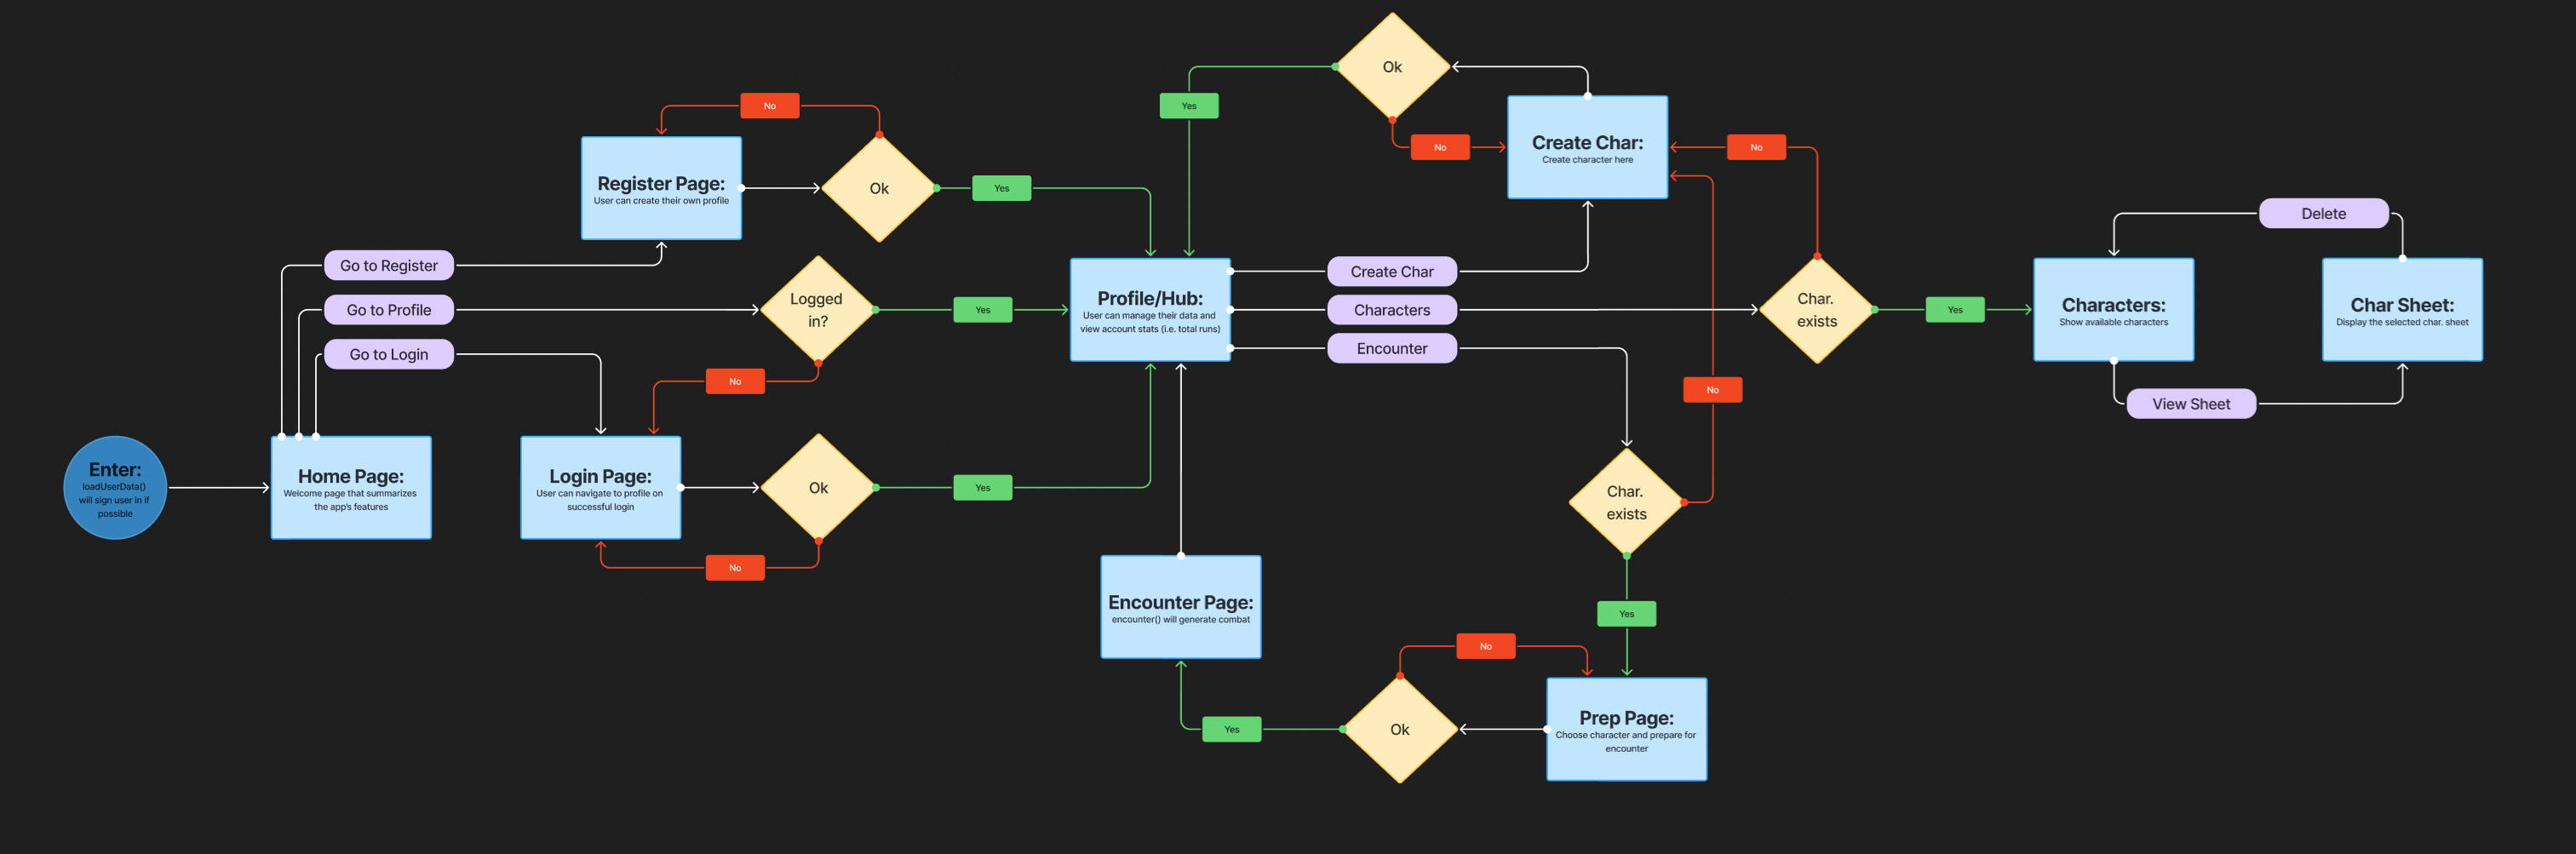 Ok
Yes
No
Create Char:
Create character here
No
No
Register Page:
User can create their own profile
Ok
Yes
Go to Register
Go to Profile
Go to Login
Logged
in?
Yes
No
Profile/Hub:
User can manage their data and
view account stats (i.e. total runs)
Create Char
Characters
Encounter
Char.
exists
Yes
Characters:
Show available characters
Delete
Char Sheet:
Display the selected char. sheet
View Sheet
No
Enter:
loadUserData()
will sign user in if
possible
Home Page:
Welcome page that summarizes
the app's features
Login Page:
User can navigate to profile on
successful login
Ok
Yes
No
Char.
exists
Yes
Encounter Page:
encounter() will generate combat
No
Yes
Ok
Prep Page:
Choose character and prepare for
encounter